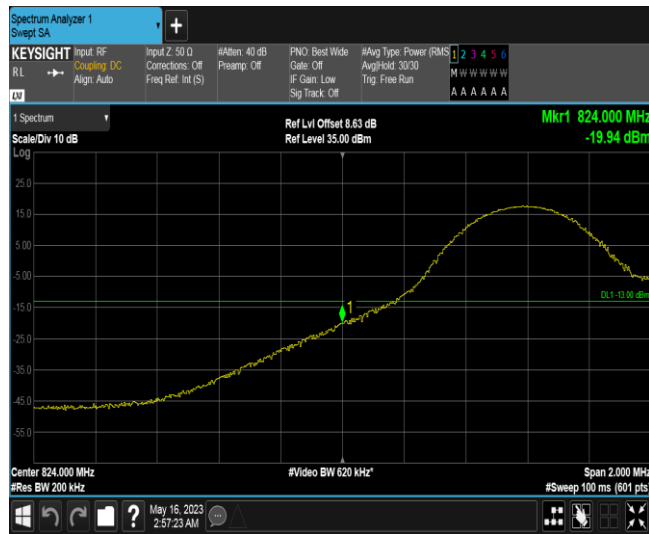 Spectrum Analyzer 1
Swept SA
KEYSIGHT
RL
LXI
Input: RF
Coupling: DC
Align: Auto
Input Z: 50 Ω
Corrections: Off
Freq Ref: Int (S)
#Atten: 40 dB
Preamp: Off
PNO: Best Wide
Gate: Off
IF Gain: Low
Sig Track: Off
#Avg Type: Power (RMS
Avg|Hold: 30/30
Trig: Free Run
1 2 3 4 5 6
M W W W W W
A A A A A A
1 Spectrum
Scale/Div 10 dB
Log
Ref Lvl Offset 8.63 dB
Ref Level 35.00 dBm
Mkr1 824.000 MHz
-19.94 dBm
25.0
15.0
5.00
-5.00
DL1 -13.00 dBm
-15.0
1
-25.0
-35.0
-45.0
-55.0
Center 824.000 MHz
#Video BW 620 kHz*
Span 2.000 MHz
#Res BW 200 kHz
#Sweep 100 ms (601 pts)
?
May 16, 2023
2:57:23 AM